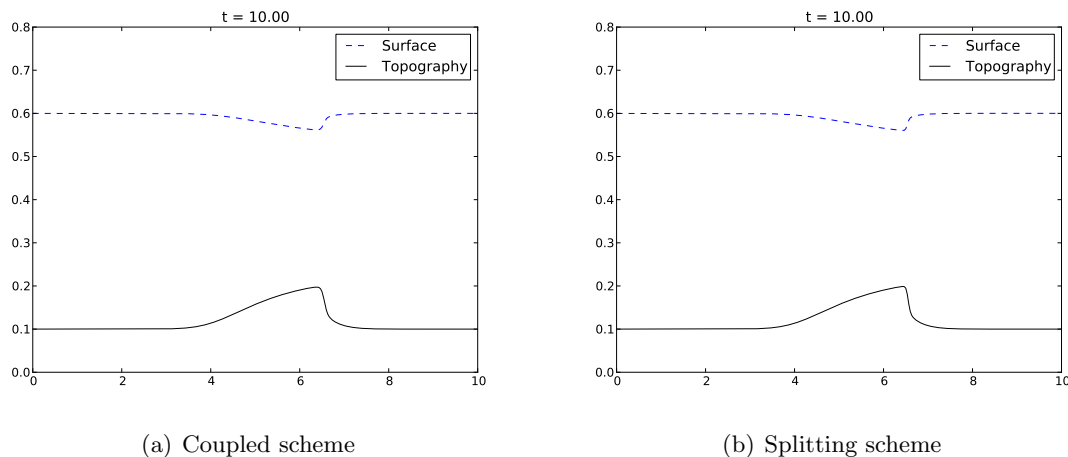 t = 10.00
0.8
0.7
0.6
0.5
0.4
0.3
0.2
0.1
0.0
0 2 4 6 8 10
Surface
Topography
(a) Coupled scheme
t = 10.00
0.8
0.7
0.6
0.5
0.4
0.3
0.2
0.1
0.0
0 2 4 6 8 10
Surface
Topography
(b) Splitting scheme